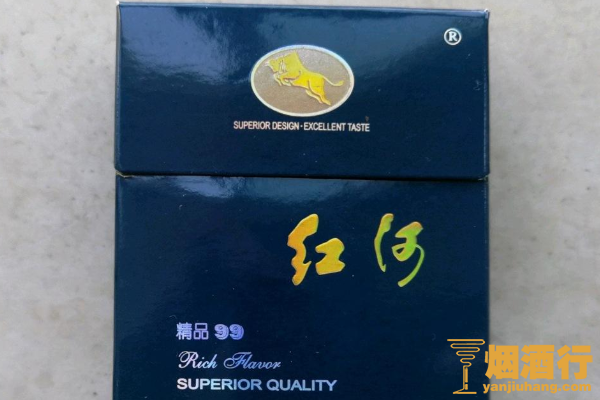 ®
SUPERIOR DESIGN·EXCELLENT TASTE
红河
精品 99
Rich Flavor
SUPERIOR QUALITY
烟酒行
yanjiuhang.com